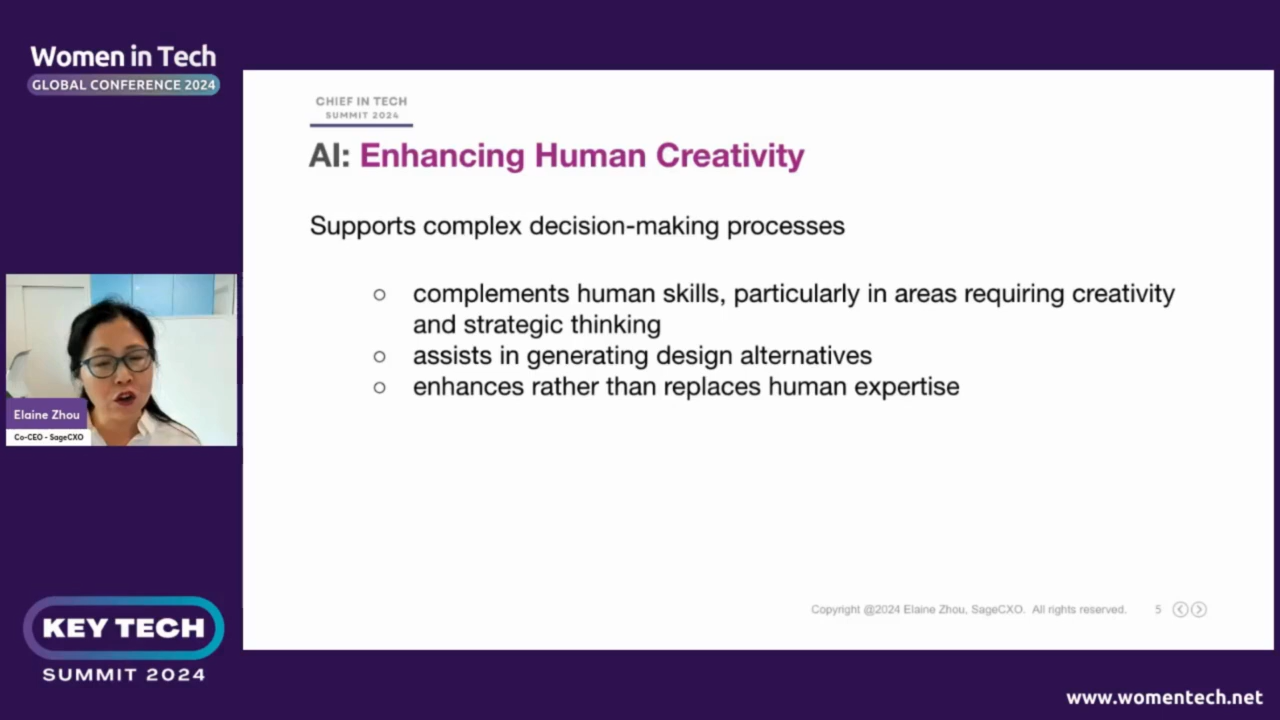 Women in Tech
GLOBAL CONFERENCE 2024
CHIEF IN TECH
SUMMIT 2024
AI: Enhancing Human Creativity
Supports complex decision-making processes
○ complements human skills, particularly in areas requiring creativity
and strategic thinking
○ assists in generating design alternatives
○ enhances rather than replaces human expertise
Elaine Zhou
Co-CEO - SageCXO
Copyright @2024 Elaine Zhou, SageCXO. All rights reserved. 5
KEY TECH
SUMMIT 2024
www.womentech.net